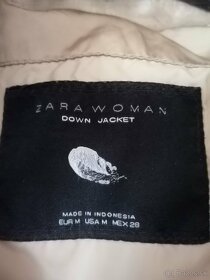 ZARA WOMAN
DOWN JACKET
MADE IN INDONESIA
EUR M USA M MEX 28